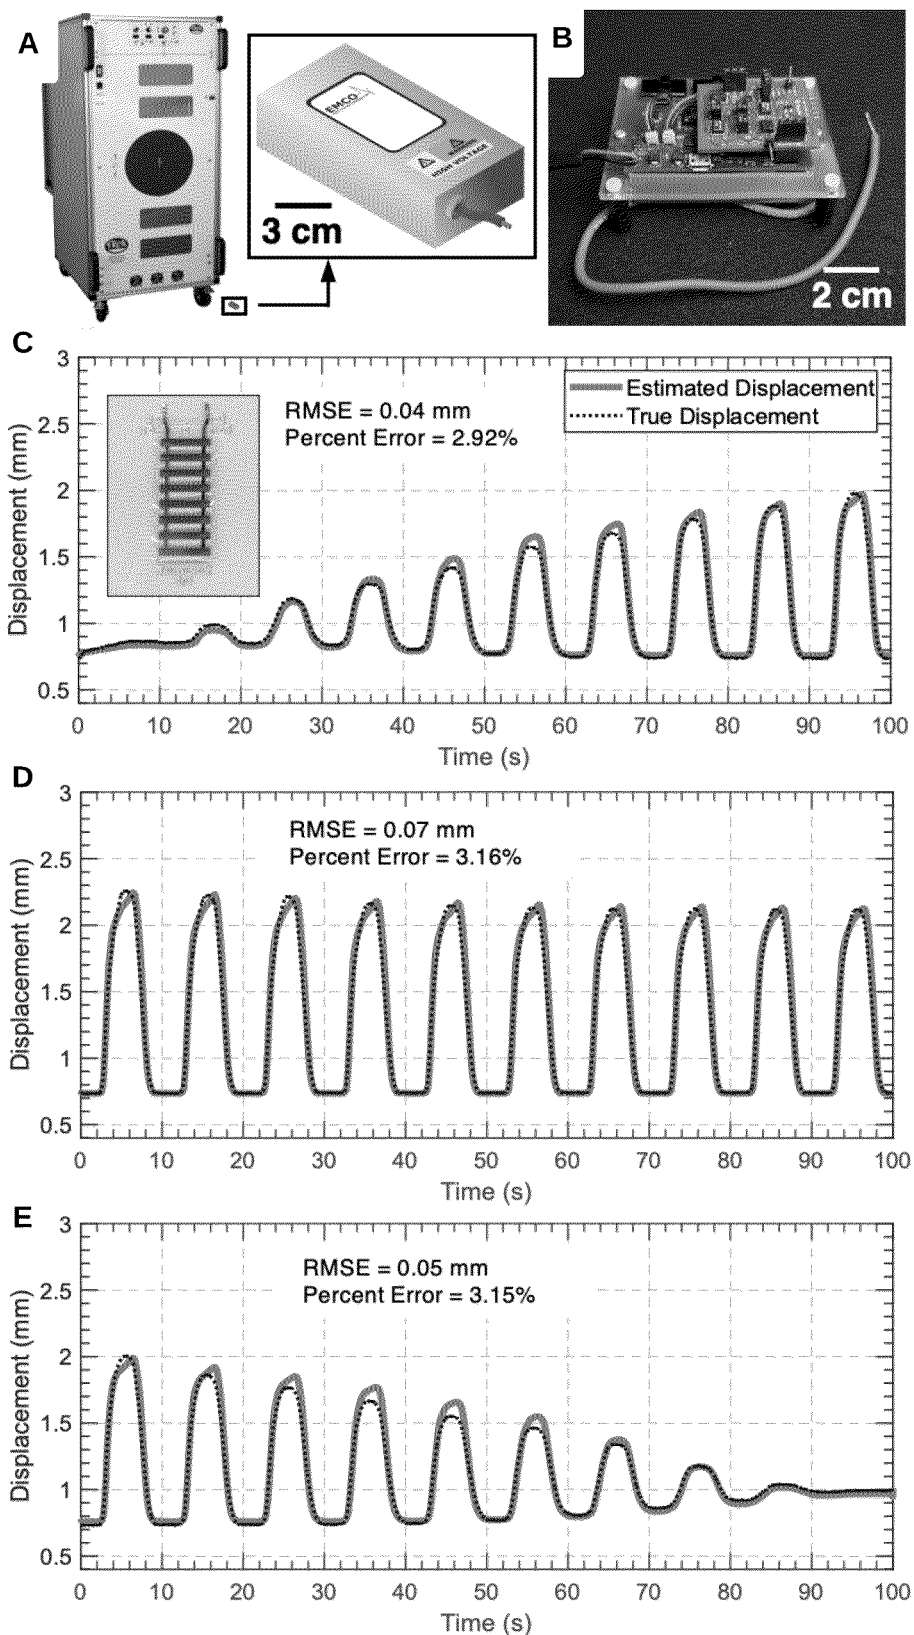 A
EMCO
HIGH VOLTAGE
3 cm
B
2 cm
C
3
2.5
2
1.5
1
0.5
Displacement (mm)
RMSE = 0.04 mm
Percent Error = 2.92%
Estimated Displacement
True Displacement
0 10 20 30 40 50 60 70 80 90 100
Time (s)
D
3
2.5
2
1.5
1
0.5
Displacement (mm)
RMSE = 0.07 mm
Percent Error = 3.16%
0 10 20 30 40 50 60 70 80 90 100
Time (s)
E
3
2.5
2
1.5
1
0.5
Displacement (mm)
RMSE = 0.05 mm
Percent Error = 3.15%
0 10 20 30 40 50 60 70 80 90 100
Time (s)